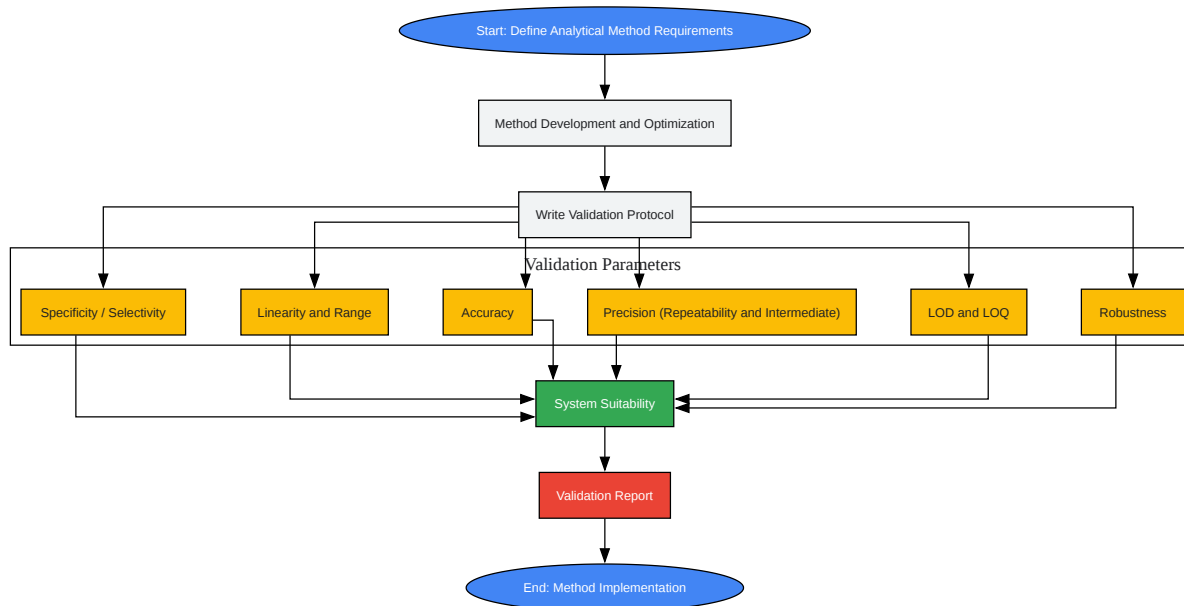 Start: Define Analytical Method Requirements
Method Development and Optimization
Write Validation Protocol
Validation Parameters
Specificity / Selectivity
Linearity and Range
Accuracy
Precision (Repeatability and Intermediate)
LOD and LOQ
Robustness
System Suitability
Validation Report
End: Method Implementation